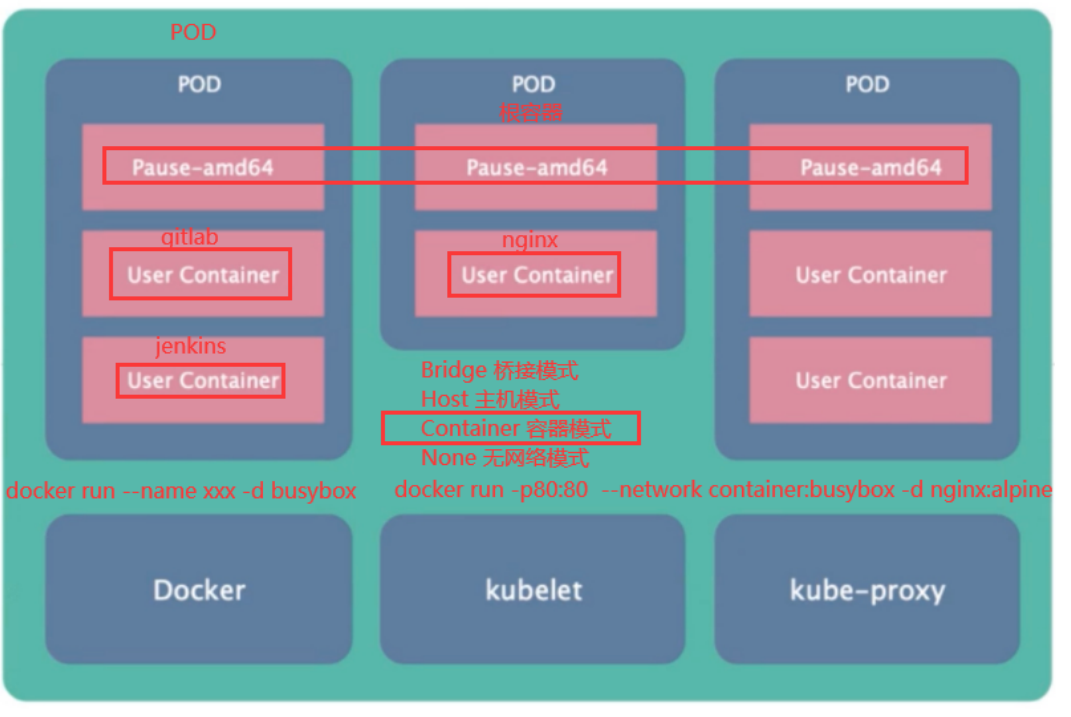 POD
POD
POD
POD
根容器
Pause-amd64
Pause-amd64
Pause-amd64
gitlab
nginx
User Container
User Container
User Container
jenkins
User Container
User Container
Bridge 桥接模式
Host 主机模式
Container 容器模式
None 无网络模式
docker run --name xxx -d busybox
docker run -p80:80 --network container:busybox -d nginx:alpine
Docker
kubelet
kube-proxy